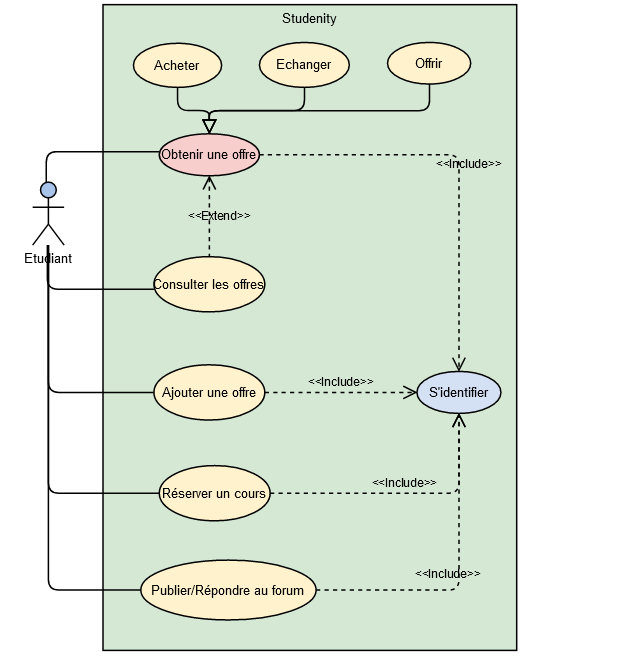 Studenity
Acheter
Echanger
Offrir
Obtenir une offre
<<Include>>
<<Extend>>
Etudiant
Consulter les offres
<<Include>>
Ajouter une offre
S'identifier
<<Include>>
Réserver un cours
<<Include>>
Publier/Répondre au forum